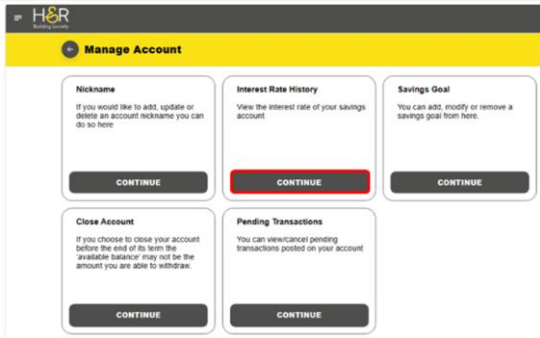 H&R
Building Society
Manage Account
Nickname
If you would like to add, update or
delete an account nickname you can
do so here
CONTINUE
Interest Rate History
View the interest rate of your savings
account
CONTINUE
Savings Goal
You can add, modify or remove a
savings goal from here.
CONTINUE
Close Account
If you choose to close your account
before the end of its term the
'available balance' may not be the
amount you are able to withdraw.
CONTINUE
Pending Transactions
You can view/cancel pending
transactions posted on your account
CONTINUE